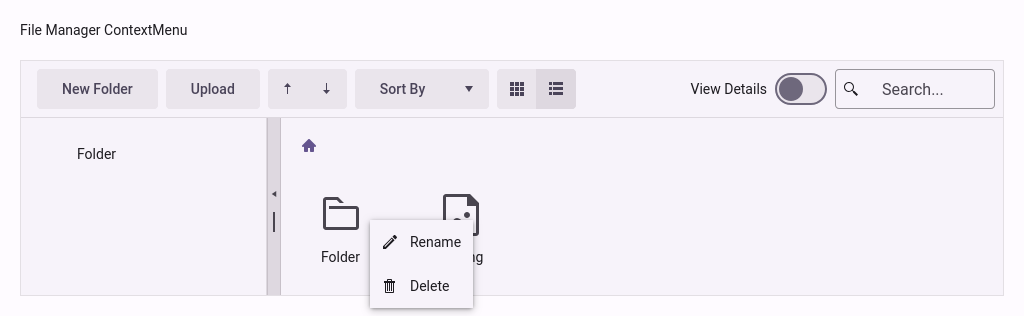 File Manager ContextMenu
New Folder
Upload
Sort By
View Details
Search...
Folder
Folder
Rename
Delete